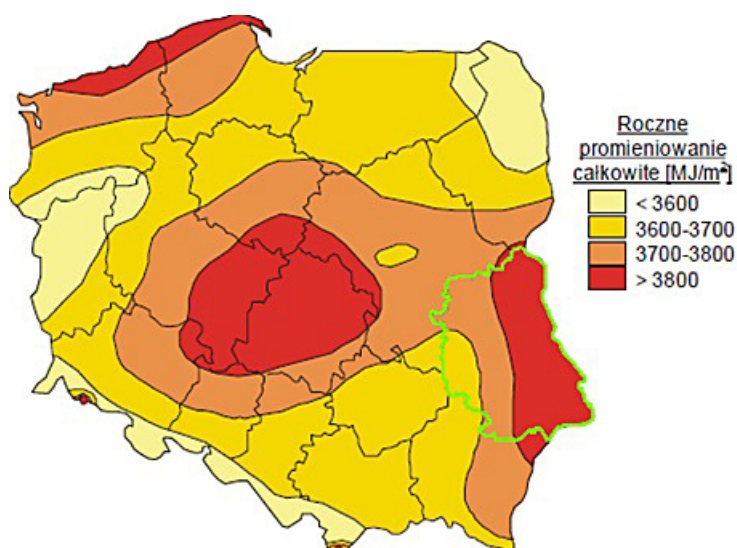 Roczne
promieniowanie
całkowite [MJ/m²]
< 3600
3600-3700
3700-3800
> 3800